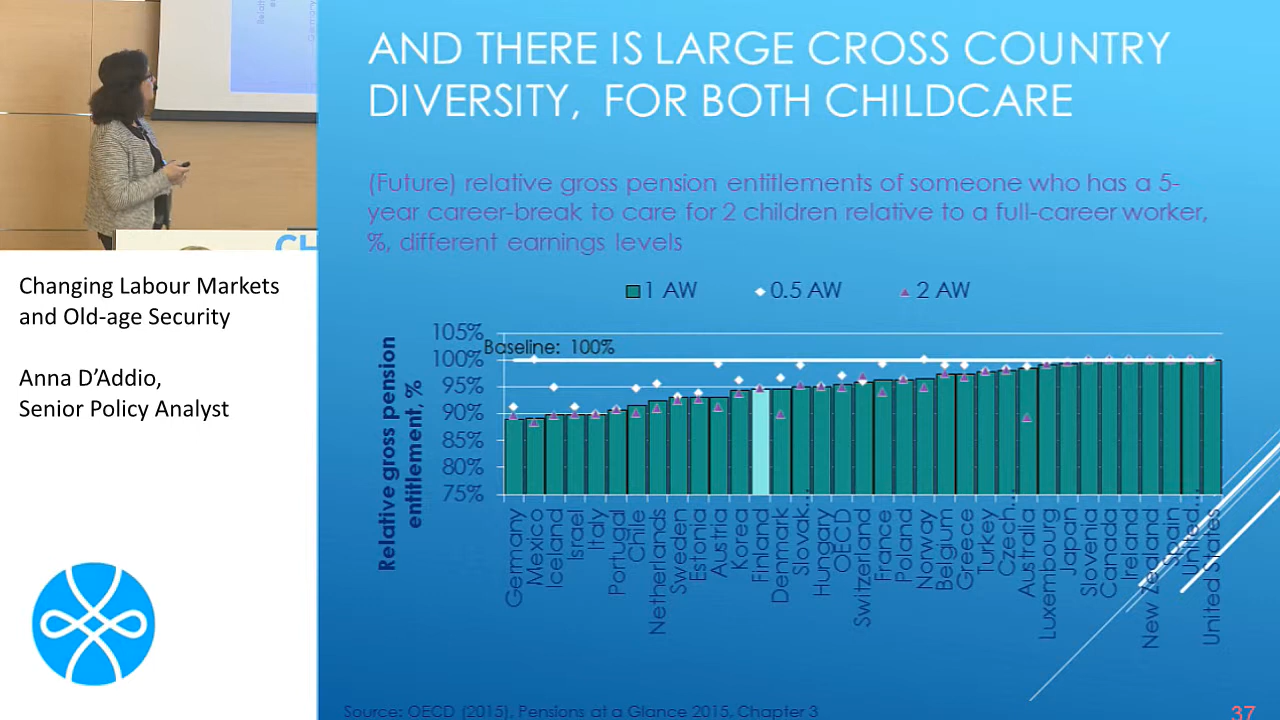 AND THERE IS LARGE CROSS COUNTRY
DIVERSITY, FOR BOTH CHILDCARE
(Future) relative gross pension entitlements of someone who has a 5-
year career-break to care for 2 children relative to a full-career worker,
%, different earnings levels
1 AW
0.5 AW
2 AW
Relative gross pension
entitlement, %
105%
100%
95%
90%
85%
80%
75%
Baseline: 100%
Germany
Mexico
Iceland
Israel
Italy
Portugal
Chile
Netherlands
Sweden
Estonia
Austria
Korea
Finland
Denmark
Slovak…
Hungary
OECD
Switzerland
France
Poland
Norway
Belgium
Greece
Turkey
Czech…
Australia
Luxembourg
Japan
Slovenia
Canada
Ireland
New Zealand
Spain
United…
United States
Source: OECD (2015), Pensions at a Glance 2015, Chapter 3
37
CH
Changing Labour Markets
and Old-age Security
Anna D’Addio,
Senior Policy Analyst